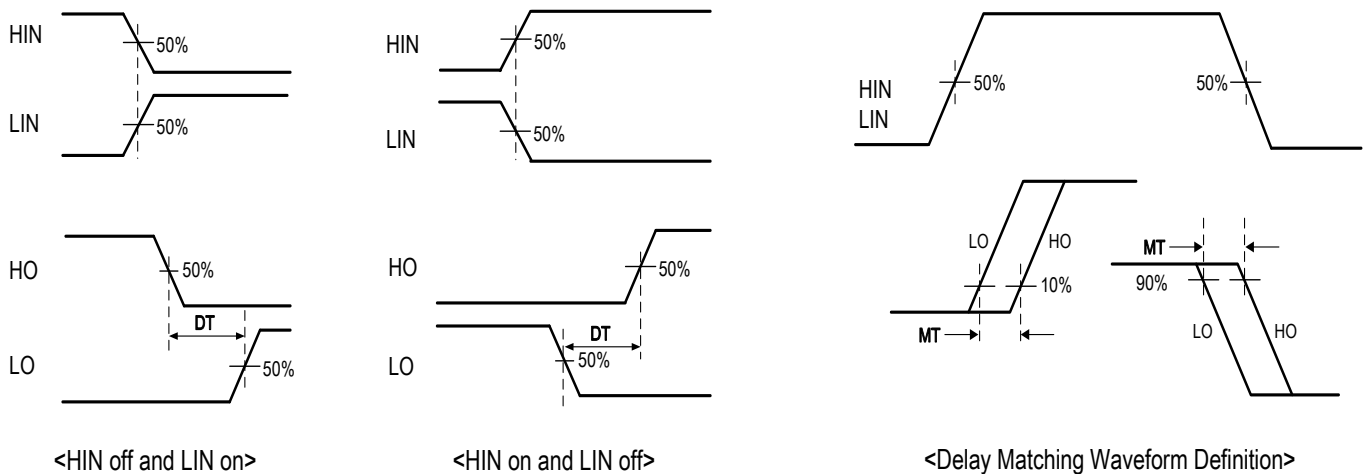 HIN
50%
LIN
50%
HO
50%
DT
LO
50%
<HIN off and LIN on>
HIN
50%
LIN
50%
HO
50%
DT
LO
50%
<HIN on and LIN off>
HIN
LIN
50%
50%
LO
HO
10%
MT
MT
90%
LO
HO
<Delay Matching Waveform Definition>